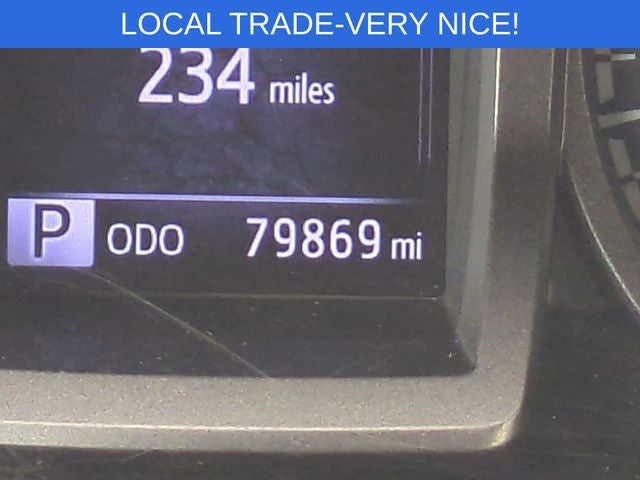 LOCAL TRADE-VERY NICE!
234 miles
P ODO 79869 mi